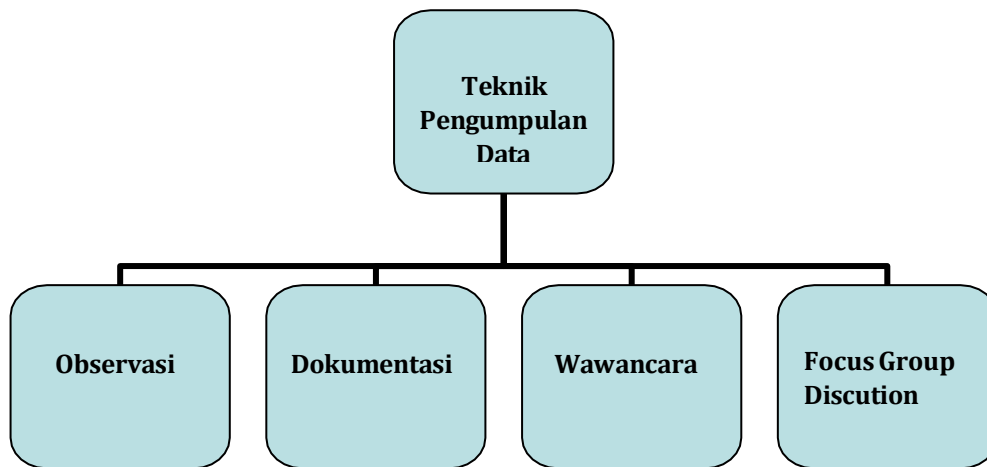 Teknik
Pengumpulan
Data
Observasi
Dokumentasi
Wawancara
Focus Group
Discution